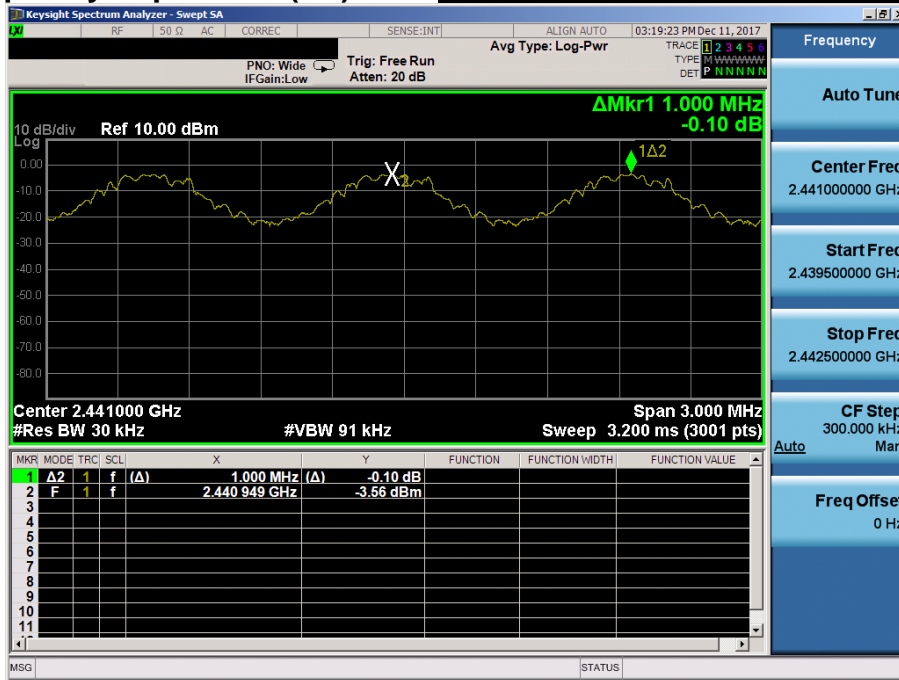 Keysight Spectrum Analyzer - Swept SA
LXI RF 50 Ω AC CORREC SENSE:INT ALIGN AUTO 03:19:23 PM Dec 11, 2017
Avg Type: Log-Pwr TRACE 1 2 3 4 5 6
PNO: Wide Trig: Free Run TYPE M WWWWW
IFGain:Low Atten: 20 dB DET P N N N N N
ΔMkr1 1.000 MHz
-0.10 dB
10 dB/div Ref 10.00 dBm
Log
1Δ2
0.00
2
-10.0
-20.0
-30.0
-40.0
-50.0
-60.0
-70.0
-80.0
Center 2.441000 GHz Span 3.000 MHz
#Res BW 30 kHz #VBW 91 kHz Sweep 3.200 ms (3001 pts)
MKR MODE TRC SCL X Y FUNCTION FUNCTION WIDTH FUNCTION VALUE
1 Δ2 1 f (Δ) 1.000 MHz (Δ) -0.10 dB
2 F 1 f 2.440 949 GHz -3.56 dBm
3
4
5
6
7
8
9
10
11
MSG STATUS
Frequency
Auto Tune
Center Freq
2.441000000 GHz
Start Freq
2.439500000 GHz
Stop Freq
2.442500000 GHz
CF Step
300.000 kHz
Auto Man
Freq Offset
0 Hz